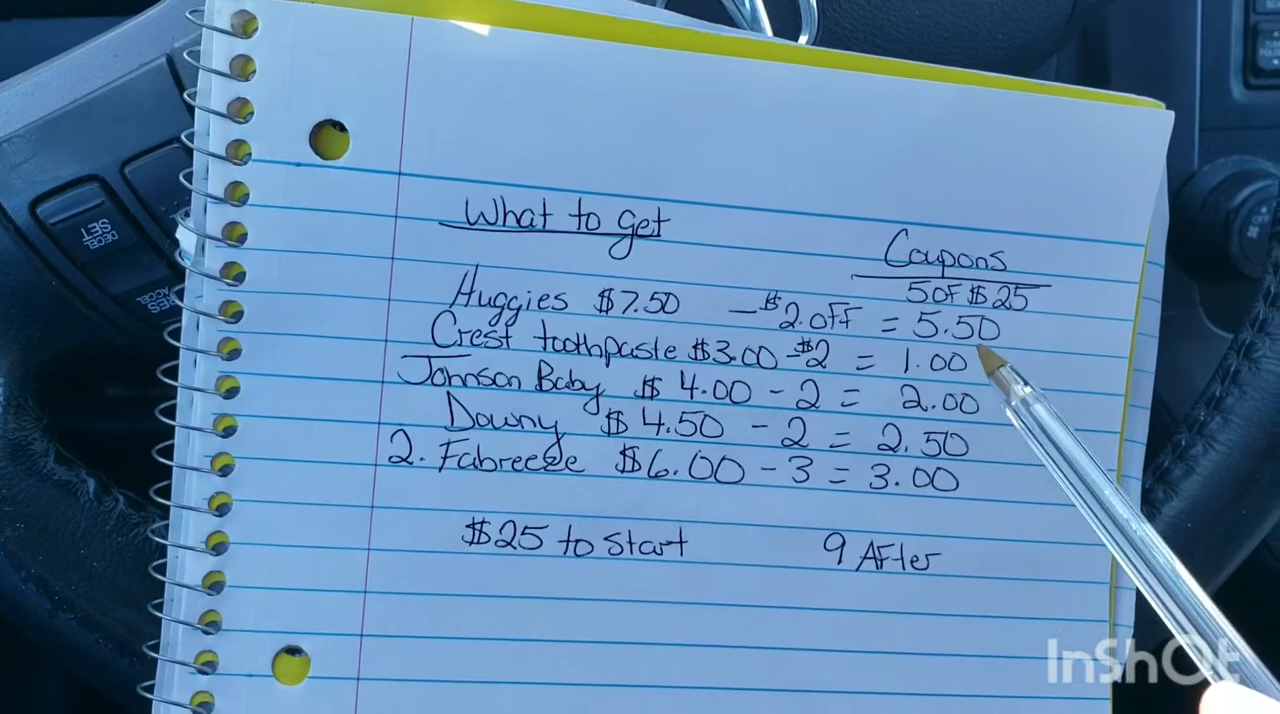 What to get
Coupons
5 off $25
Huggies $7.50 -$2.off = 5.50
Crest toothpaste $3.00 -$2 = 1.00
Johnson Baby $4.00 - 2 = 2.00
Downy $4.50 - 2 = 2.50
2. Fabreeze $6.00 - 3 = 3.00
$25 to start 9 After
DECEL
SET
RES
ACCEL
InShOt